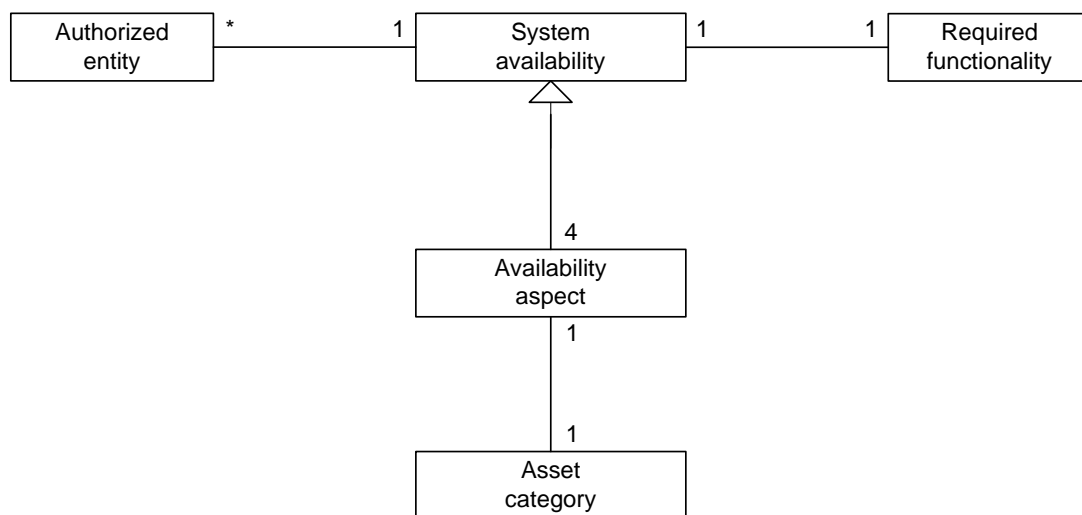 Authorized
entity
*
1
System
availability
1
1
Required
functionality
4
Availability
aspect
1
1
Asset
category